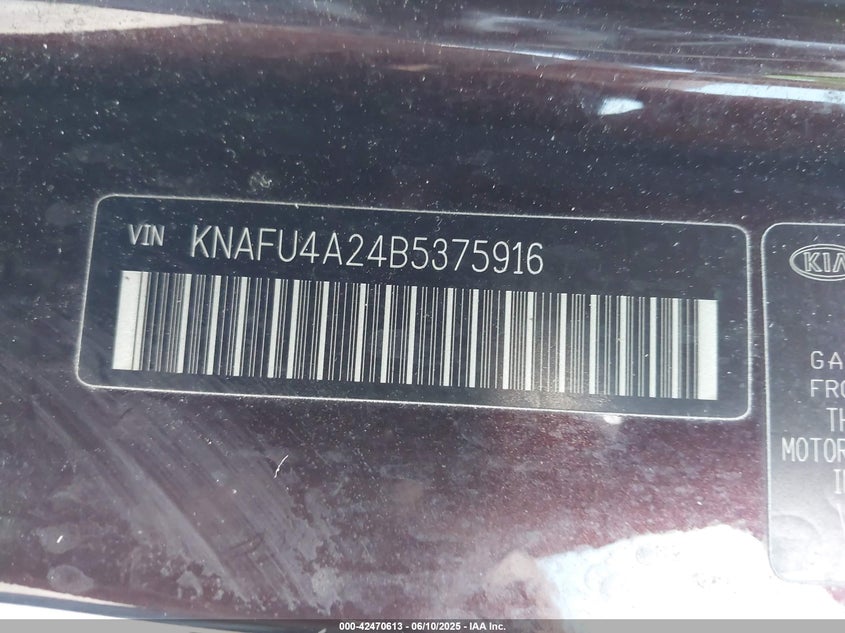 VIN KNAFU4A24B5375916
KIA
GA
FRO
TH
MOTOR
I
000-42470613 - 06/10/2025 - IAA Inc.